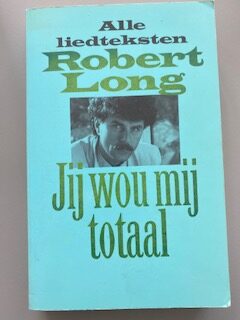 Alle
liedteksten
Robert
Long
Jij wou mij
totaal